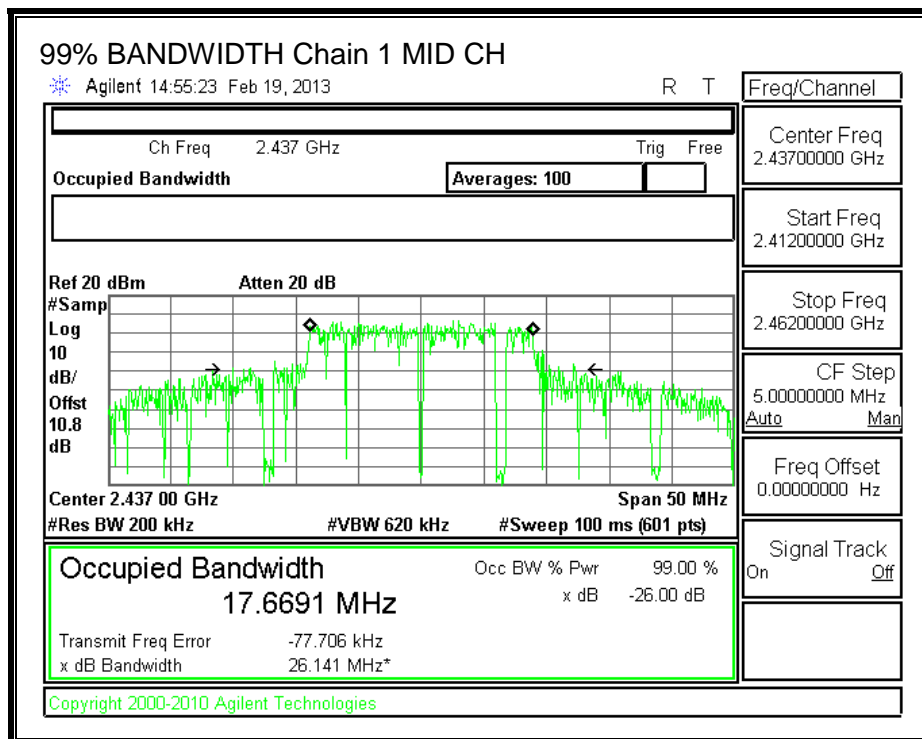 99% BANDWIDTH Chain 1 MID CH
Agilent 14:55:23 Feb 19, 2013 R T
Freq/Channel
Ch Freq 2.437 GHz Trig Free
Occupied Bandwidth Averages: 100
Center Freq
2.43700000 GHz
Start Freq
2.41200000 GHz
Stop Freq
2.46200000 GHz
CF Step
5.00000000 MHz
Auto Man
Freq Offset
0.00000000 Hz
Signal Track
On Off
Ref 20 dBm Atten 20 dB
#Samp
Log
10
dB/
Offst
10.8
dB
Center 2.437 00 GHz Span 50 MHz
#Res BW 200 kHz #VBW 620 kHz #Sweep 100 ms (601 pts)
Occupied Bandwidth Occ BW % Pwr 99.00 %
17.6691 MHz x dB -26.00 dB
Transmit Freq Error -77.706 kHz
x dB Bandwidth 26.141 MHz*
Copyright 2000-2010 Agilent Technologies